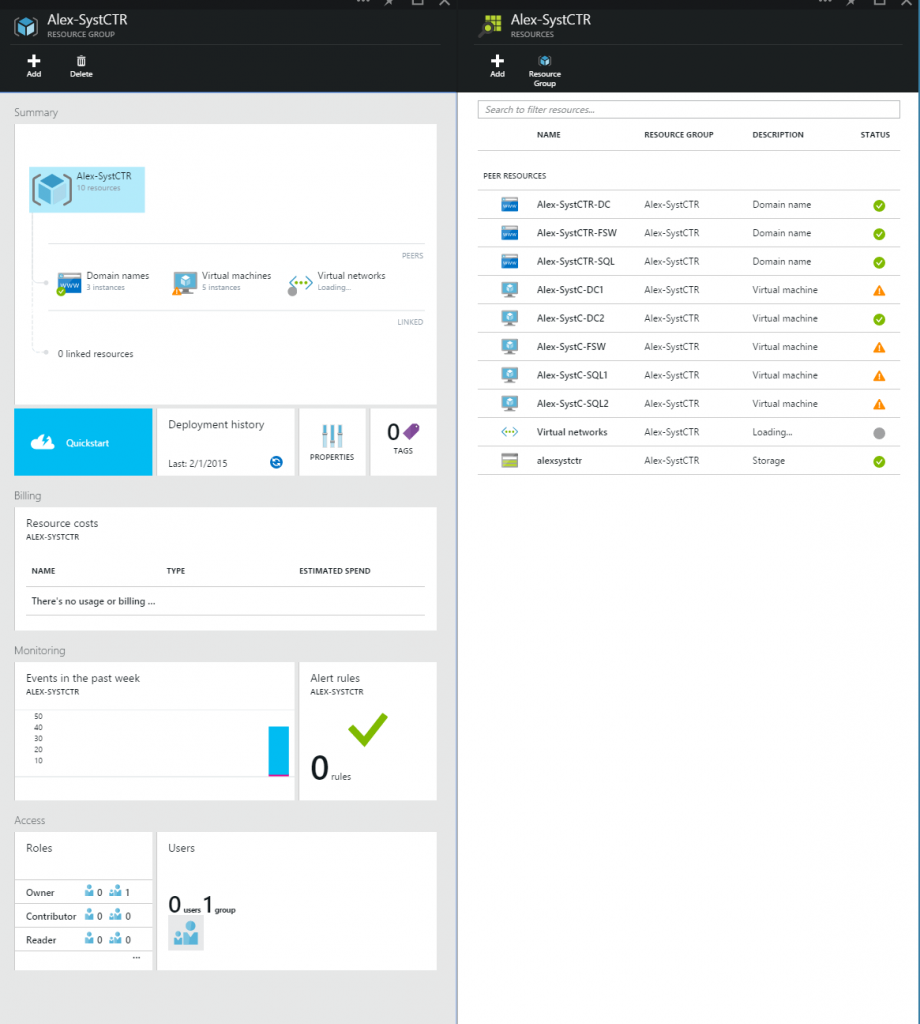 Alex-SystCTR
RESOURCE GROUP
Add
Delete
Summary
Alex-SystCTR
10 resources
PEERS
Domain names
3 instances
Virtual machines
5 instances
Virtual networks
Loading...
LINKED
0 linked resources
Quickstart
Deployment history
Last: 2/1/2015
PROPERTIES
0
TAGS
Billing
Resource costs
ALEX-SYSTCTR
NAME TYPE ESTIMATED SPEND
There's no usage or billing ...
Monitoring
Events in the past week
ALEX-SYSTCTR
50
40
30
20
10
Alert rules
ALEX-SYSTCTR
0 rules
Access
Roles
Owner 0 1
Contributor 0 0
Reader 0 0
...
Users
0 users 1 group
Alex-SystCTR
RESOURCES
Add
Resource
Group
Search to filter resources...
NAME RESOURCE GROUP DESCRIPTION STATUS
PEER RESOURCES
Alex-SystCTR-DC Alex-SystCTR Domain name
Alex-SystCTR-FSW Alex-SystCTR Domain name
Alex-SystCTR-SQL Alex-SystCTR Domain name
Alex-SystC-DC1 Alex-SystCTR Virtual machine
Alex-SystC-DC2 Alex-SystCTR Virtual machine
Alex-SystC-FSW Alex-SystCTR Virtual machine
Alex-SystC-SQL1 Alex-SystCTR Virtual machine
Alex-SystC-SQL2 Alex-SystCTR Virtual machine
Virtual networks Alex-SystCTR Loading...
alexsystctr Alex-SystCTR Storage